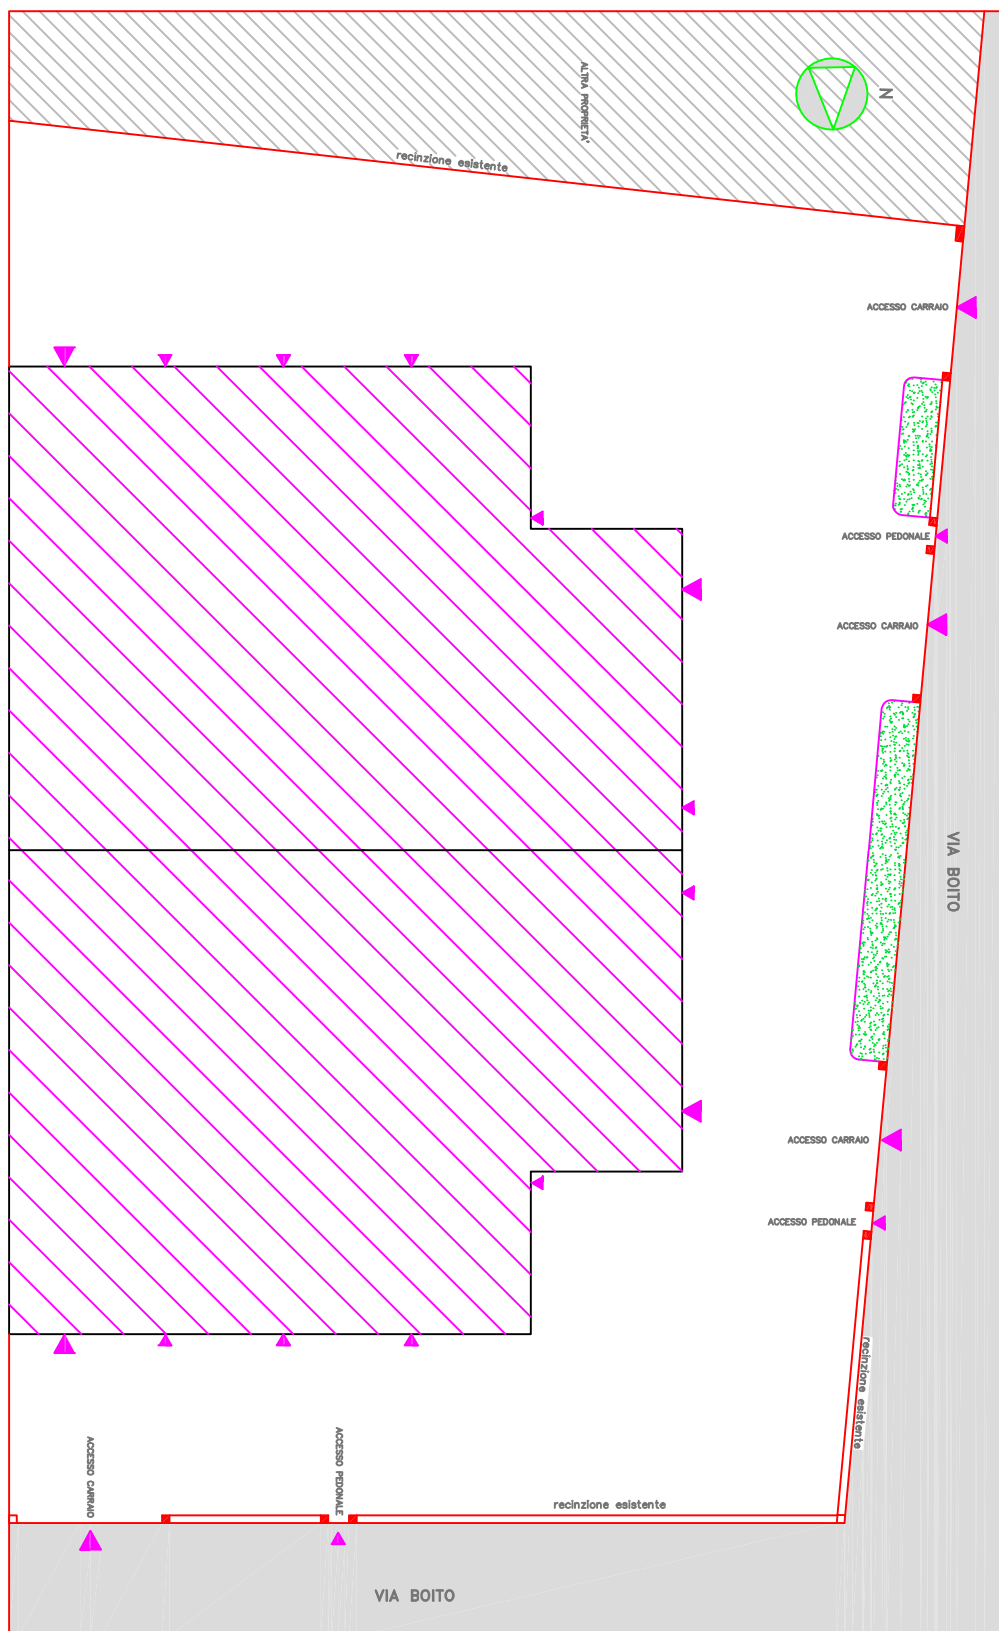 ALTRA PROPRIETA'
N
recinzione esistente
ACCESSO CARRAIO
ACCESSO PEDONALE
ACCESSO CARRAIO
VIA BOITO
ACCESSO CARRAIO
ACCESSO PEDONALE
recinzione esistente
ACCESSO CARRAIO
ACCESSO PEDONALE
recinzione esistente
VIA BOITO